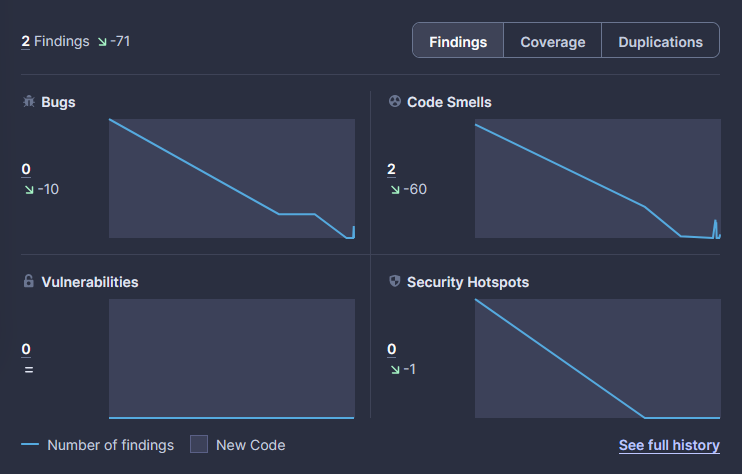 2 Findings -71
Findings Coverage Duplications
Bugs
0
-10
Code Smells
2
-60
Vulnerabilities
0
=
Security Hotspots
0
-1
Number of findings New Code
See full history